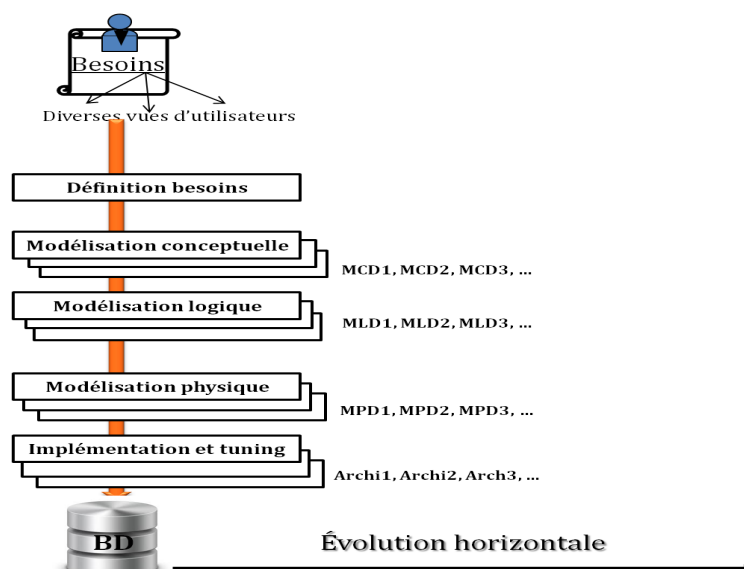 Besoins
Diverses vues d'utilisateurs
Définition besoins
Modélisation conceptuelle
MCD1, MCD2, MCD3, ...
Modélisation logique
MLD1, MLD2, MLD3, ...
Modélisation physique
MPD1, MPD2, MPD3, ...
Implémentation et tuning
Archi1, Archi2, Arch3, ...
BD
Évolution horizontale